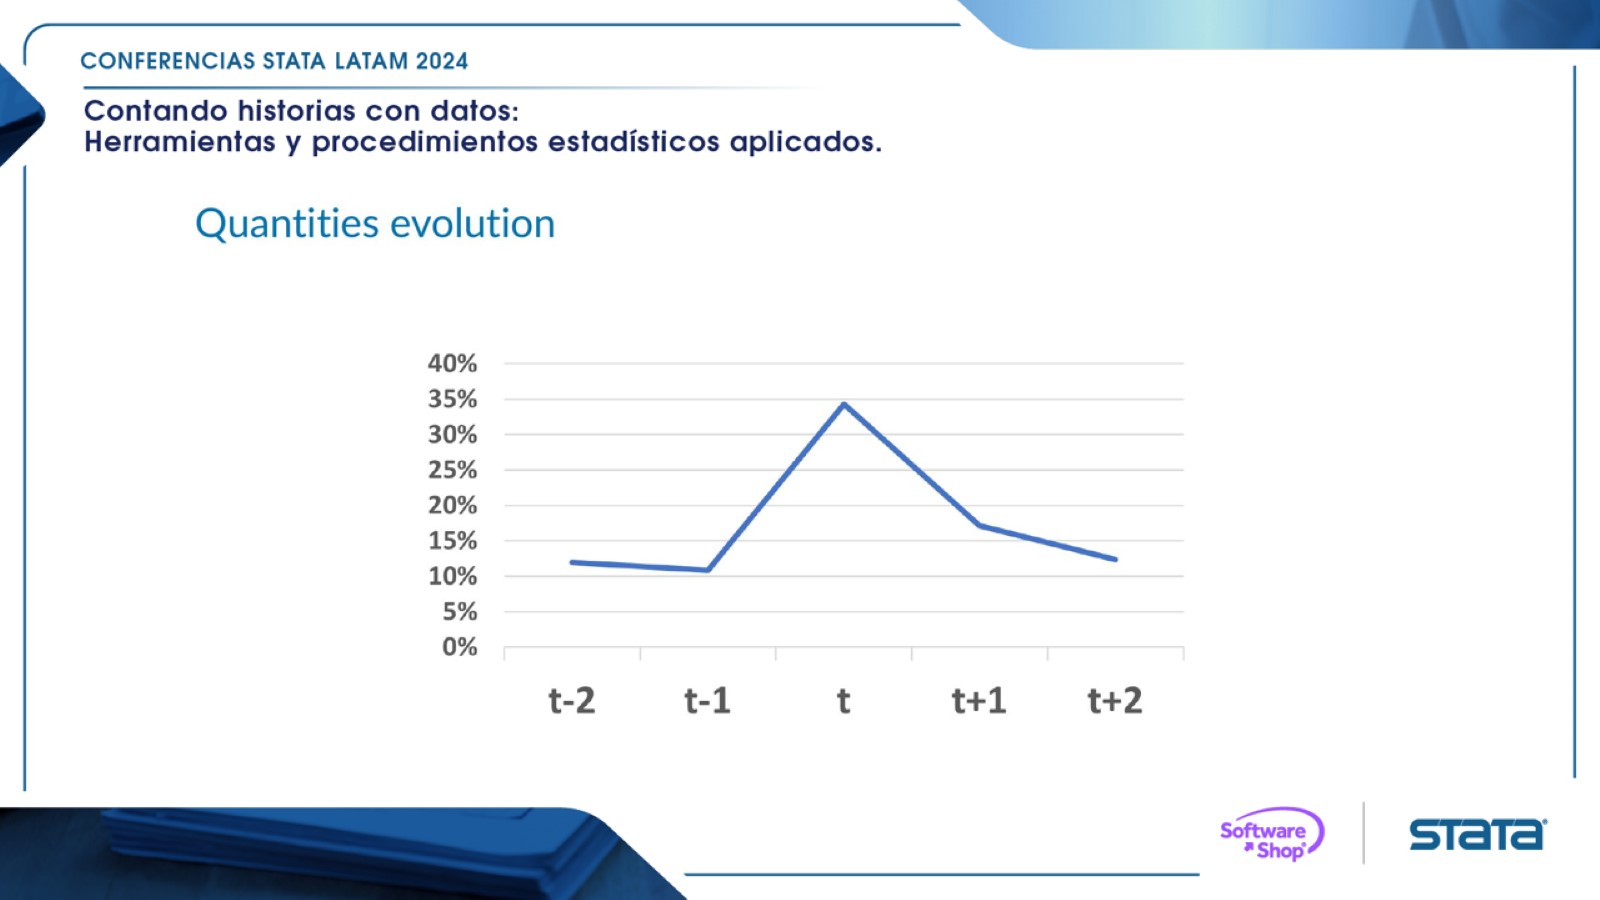 CONFERENCIAS STATA LATAM 2024
Contando historias con datos:
Herramientas y procedimientos estadísticos aplicados.
Quantities evolution
40%
35%
30%
25%
20%
15%
10%
5%
0%
t-2 t-1 t t+1 t+2
Software
Shop
STATA®